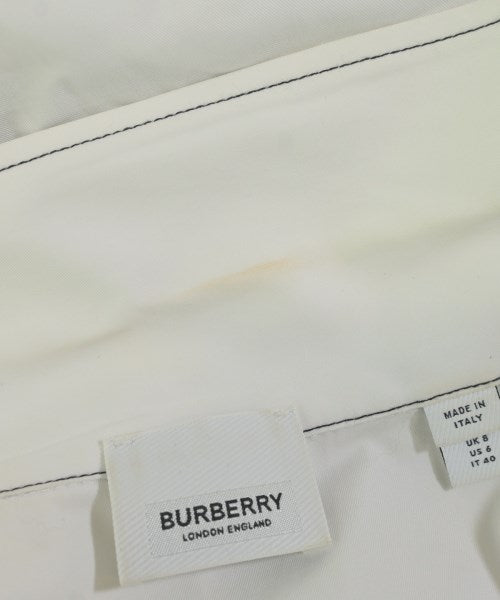 BURBERRY
LONDON ENGLAND
MADE IN
ITALY
UK 8
US 6
IT 40